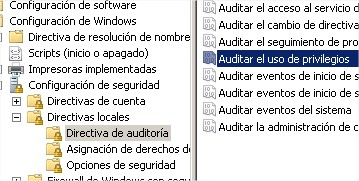 Configuración de software
Configuración de Windows
Directiva de resolución de nombre
Scripts (inicio o apagado)
Impresoras implementadas
Configuración de seguridad
Directivas de cuenta
Directivas locales
Directiva de auditoría
Asignación de derechos de
Opciones de seguridad
Firewall de Windows con segu
Auditar el acceso al servicio d
Auditar el cambio de directiva
Auditar el seguimiento de pro
Auditar el uso de privilegios
Auditar eventos de inicio de s
Auditar eventos de inicio de s
Auditar eventos del sistema
Auditar la administración de c